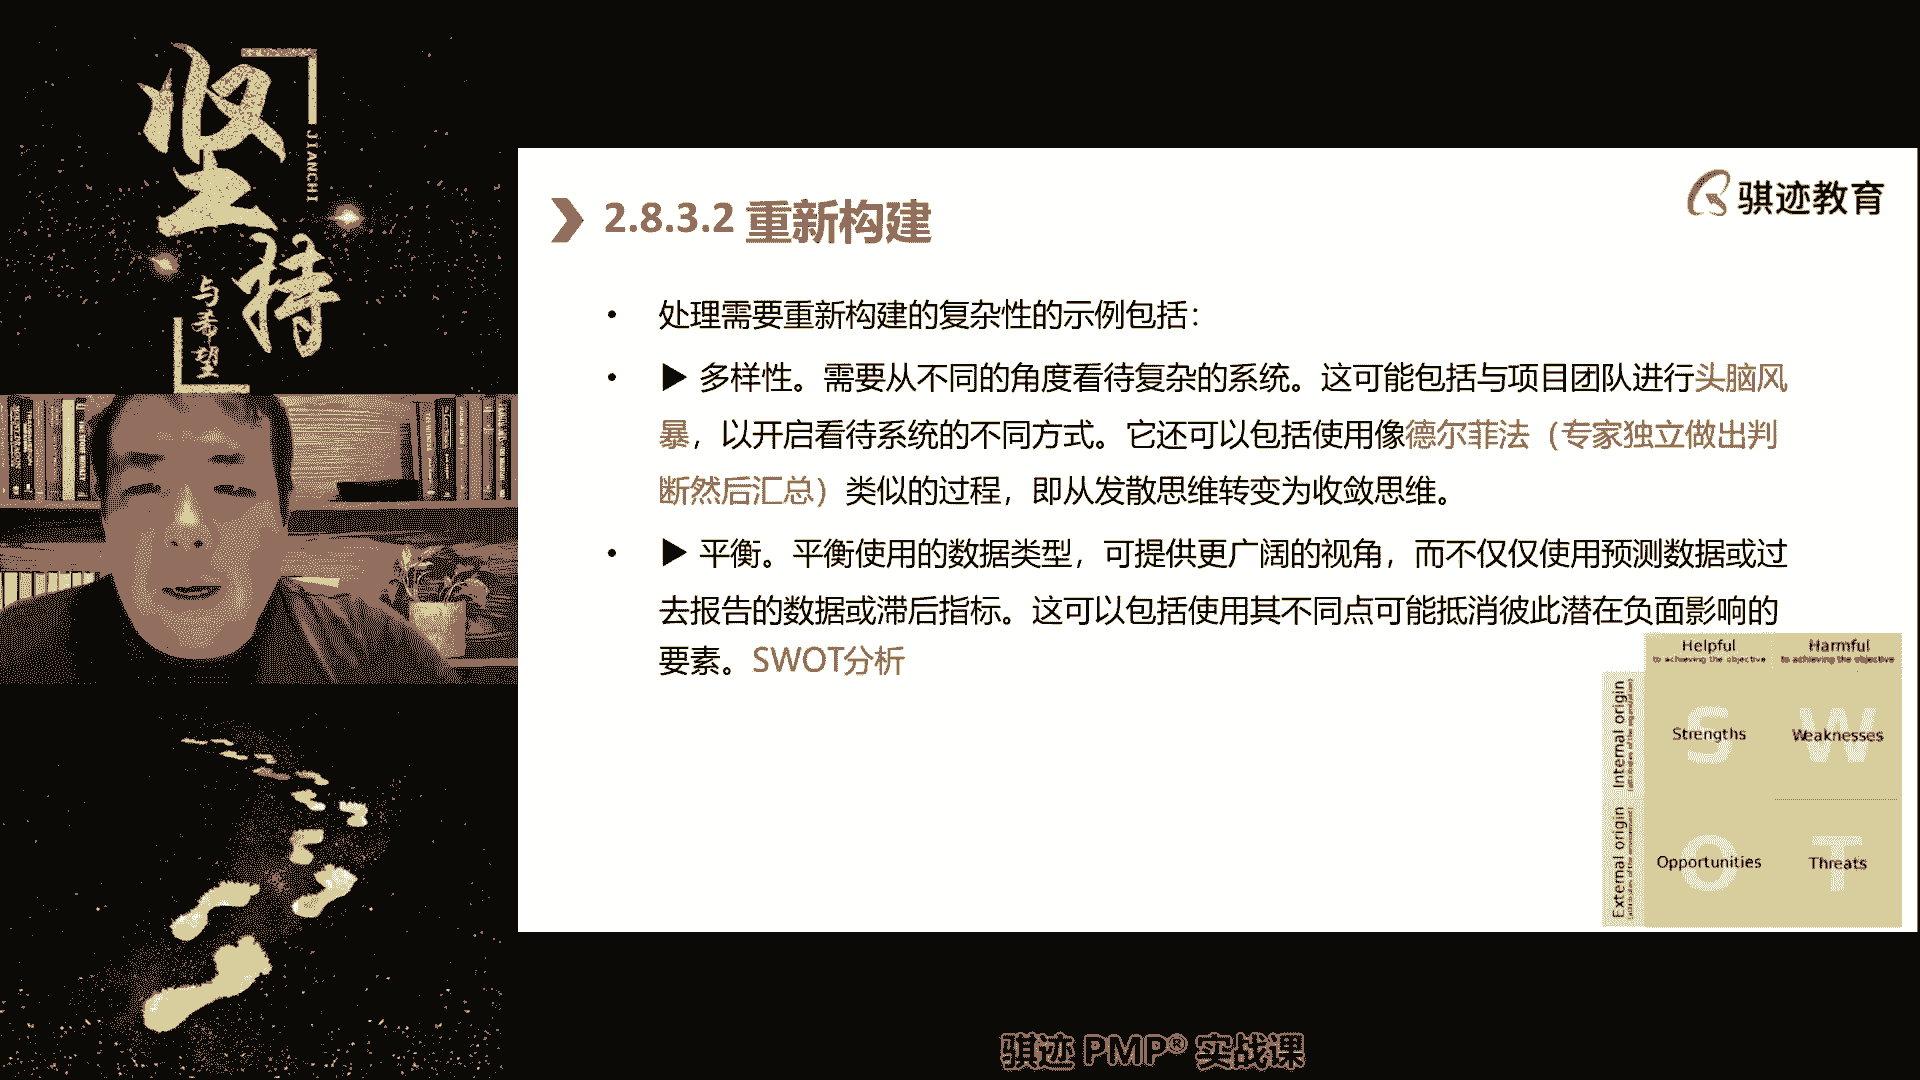 坚持
JIANCHI
与希望
骐迹教育
2.8.3.2 重新构建
• 处理需要重新构建的复杂性的示例包括：
• ▶ 多样性。需要从不同的角度看待复杂的系统。这可能包括与项目团队进行头脑风
暴，以开启看待系统的不同方式。它还可以包括使用像德尔菲法（专家独立做出判
断然后汇总）类似的过程，即从发散思维转变为收敛思维。
• ▶ 平衡。平衡使用的数据类型，可提供更广阔的视角，而不仅仅使用预测数据或过
去报告的数据或滞后指标。这可以包括使用其不同点可能抵消彼此潜在负面影响的
要素。SWOT分析
Helpful
to achieving the objective
Harmful
to achieving the objective
Internal origin
S
Strengths
W
Weaknesses
External origin
O
Opportunities
T
Threats
骐迹 PMP® 实战课